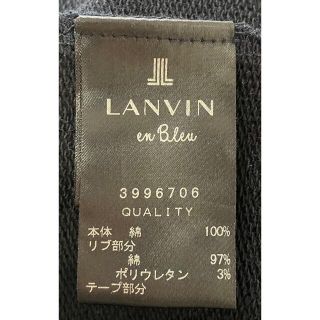 LANVIN
en Bleu
3996706
QUALITY
本体 綿 100%
リブ部分
綿 97%
ポリウレタン 3%
テープ部分